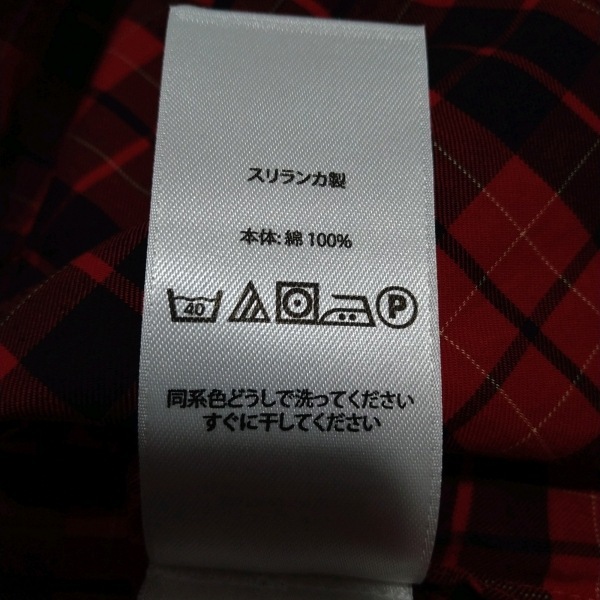 スリランカ製
本体: 綿 100%
40 P
同系色どうしで洗ってください
すぐに干してください